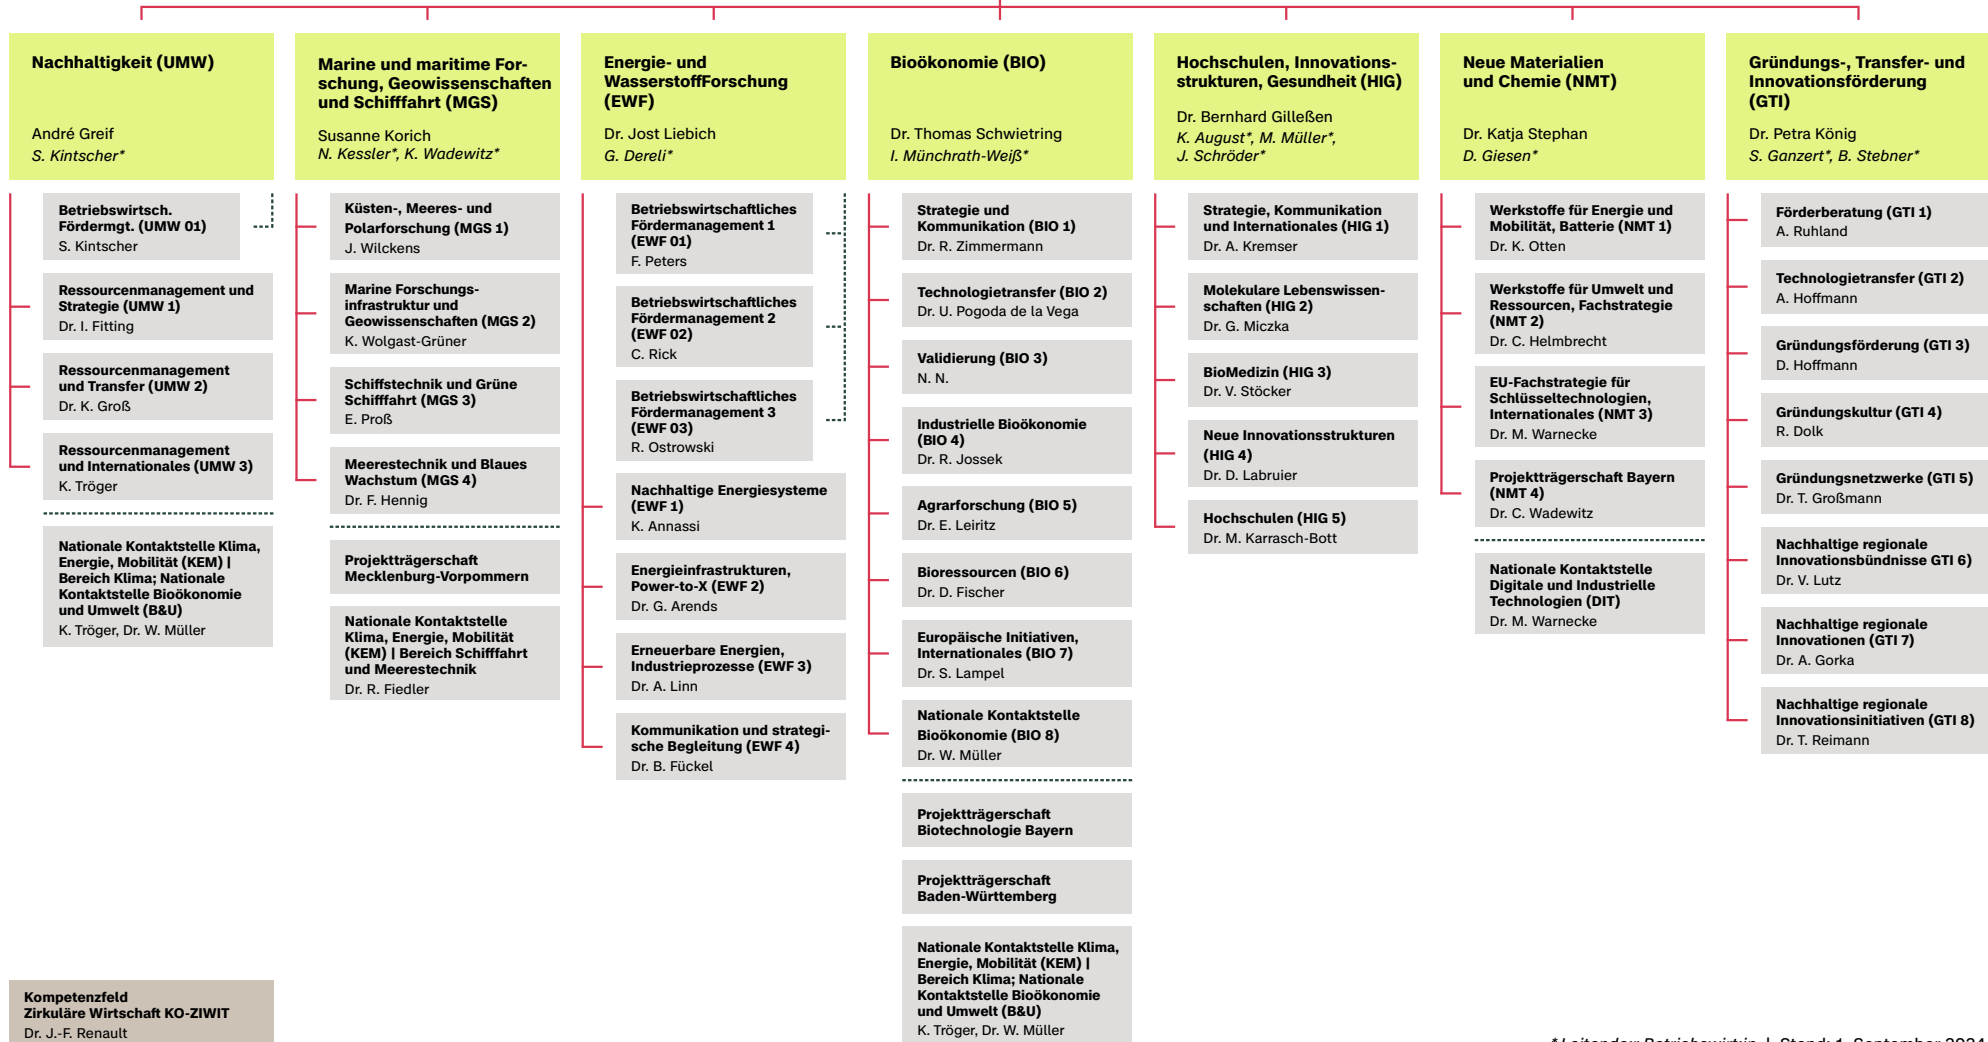 Nachhaltigkeit (UMW)
André Greif
S. Kintscher*
Betriebswirtsch.
Fördermgt. (UMW 01)
S. Kintscher
Ressourcenmanagement und
Strategie (UMW 1)
Dr. I. Fitting
Ressourcenmanagement
und Transfer (UMW 2)
Dr. K. Groß
Ressourcenmanagement
und Internationales (UMW 3)
K. Tröger
Nationale Kontaktstelle Klima,
Energie, Mobilität (KEM) |
Bereich Klima; Nationale
Kontaktstelle Bioökonomie
und Umwelt (B&U)
K. Tröger, Dr. W. Müller
Kompetenzfeld
Zirkuläre Wirtschaft KO-ZIWIT
Dr. J.-F. Renault
Marine und maritime For-
schung, Geowissenschaften
und Schifffahrt (MGS)
Susanne Korich
N. Kessler*, K. Wadewitz*
Küsten-, Meeres- und
Polarforschung (MGS 1)
J. Wilckens
Marine Forschungs-
infrastruktur und
Geowissenschaften (MGS 2)
K. Wolgast-Grüner
Schiffstechnik und Grüne
Schifffahrt (MGS 3)
E. Proß
Meerestechnik und Blaues
Wachstum (MGS 4)
Dr. F. Hennig
Projektträgerschaft
Mecklenburg-Vorpommern
Nationale Kontaktstelle
Klima, Energie, Mobilität
(KEM) | Bereich Schifffahrt
und Meerestechnik
Dr. R. Fiedler
Energie- und
WasserstoffForschung
(EWF)
Dr. Jost Liebich
G. Dereli*
Betriebswirtschaftliches
Fördermanagement 1
(EWF 01)
F. Peters
Betriebswirtschaftliches
Fördermanagement 2
(EWF 02)
C. Rick
Betriebswirtschaftliches
Fördermanagement 3
(EWF 03)
R. Ostrowski
Nachhaltige Energiesysteme
(EWF 1)
K. Annassi
Energieinfrastrukturen,
Power-to-X (EWF 2)
Dr. G. Arends
Erneuerbare Energien,
Industrieprozesse (EWF 3)
Dr. A. Linn
Kommunikation und strategi-
sche Begleitung (EWF 4)
Dr. B. Fückel
Bioökonomie (BIO)
Dr. Thomas Schwietring
I. Münchrath-Weiß*
Strategie und
Kommunikation (BIO 1)
Dr. R. Zimmermann
Technologietransfer (BIO 2)
Dr. U. Pogoda de la Vega
Validierung (BIO 3)
N. N.
Industrielle Bioökonomie
(BIO 4)
Dr. R. Jossek
Agrarforschung (BIO 5)
Dr. E. Leiritz
Bioressourcen (BIO 6)
Dr. D. Fischer
Europäische Initiativen,
Internationales (BIO 7)
Dr. S. Lampel
Nationale Kontaktstelle
Bioökonomie (BIO 8)
Dr. W. Müller
Projektträgerschaft
Biotechnologie Bayern
Projektträgerschaft
Baden-Württemberg
Nationale Kontaktstelle Klima,
Energie, Mobilität (KEM) |
Bereich Klima; Nationale
Kontaktstelle Bioökonomie
und Umwelt (B&U)
K. Tröger, Dr. W. Müller
Hochschulen, Innovations-
strukturen, Gesundheit (HIG)
Dr. Bernhard Gilleßen
K. August*, M. Müller*,
J. Schröder*
Strategie, Kommunikation
und Internationales (HIG 1)
Dr. A. Kremser
Molekulare Lebenswissen-
schaften (HIG 2)
Dr. G. Miczka
BioMedizin (HIG 3)
Dr. V. Stöcker
Neue Innovationsstrukturen
(HIG 4)
Dr. D. Labruier
Hochschulen (HIG 5)
Dr. M. Karrasch-Bott
Neue Materialien
und Chemie (NMT)
Dr. Katja Stephan
D. Giesen*
Werkstoffe für Energie und
Mobilität, Batterie (NMT 1)
Dr. K. Otten
Werkstoffe für Umwelt und
Ressourcen, Fachstrategie
(NMT 2)
Dr. C. Helmbrecht
EU-Fachstrategie für
Schlüsseltechnologien,
Internationales (NMT 3)
Dr. M. Warnecke
Projektträgerschaft Bayern
(NMT 4)
Dr. C. Wadewitz
Nationale Kontaktstelle
Digitale und Industrielle
Technologien (DIT)
Dr. M. Warnecke
Gründungs-, Transfer- und
Innovationsförderung
(GTI)
Dr. Petra König
S. Ganzert*, B. Stebner*
Förderberatung (GTI 1)
A. Ruhland
Technologietransfer (GTI 2)
A. Hoffmann
Gründungsförderung (GTI 3)
D. Hoffmann
Gründungskultur (GTI 4)
R. Dolk
Gründungsnetzwerke (GTI 5)
Dr. T. Großmann
Nachhaltige regionale
Innovationsbündnisse GTI 6)
Dr. V. Lutz
Nachhaltige regionale
Innovationen (GTI 7)
Dr. A. Gorka
Nachhaltige regionale
Innovationsinitiativen (GTI 8)
Dr. T. Reimann
* Leitende:r Betriebswirt:in | Stand: 1. September 2024